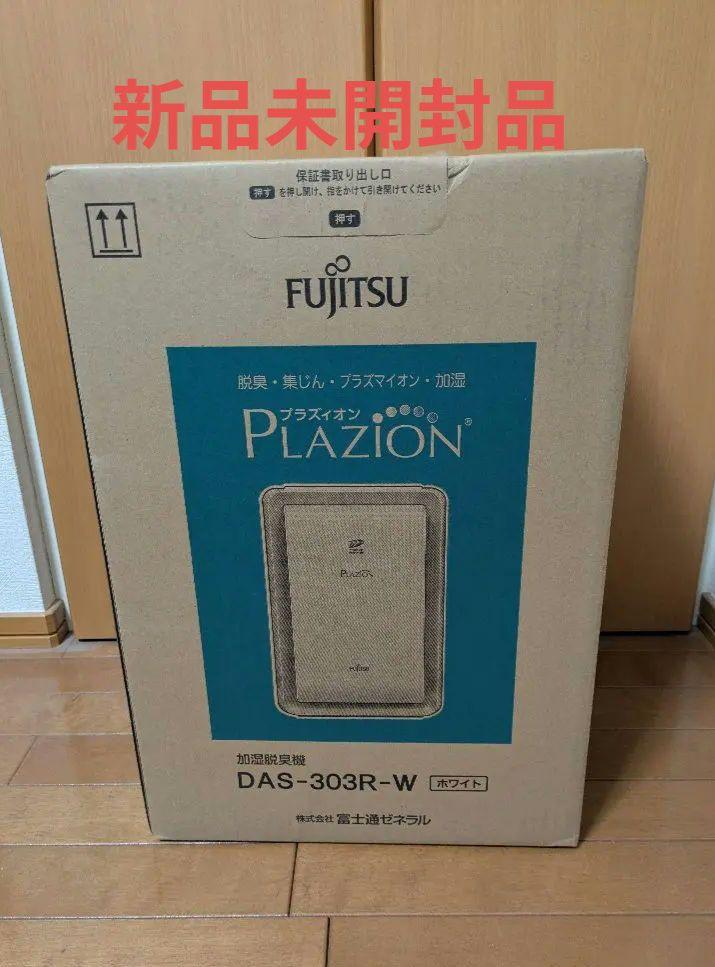 新品未開封品
保証書取り出し口
押す を押し開け、指をかけて引き開けてください
押す
FUJITSU
脱臭・集じん・プラズマイオン・加湿
プラズィオン
PLAZION®
PLAZION
FUJITSU
加湿脱臭機
DAS-303R-W ホワイト
株式会社 富士通ゼネラル